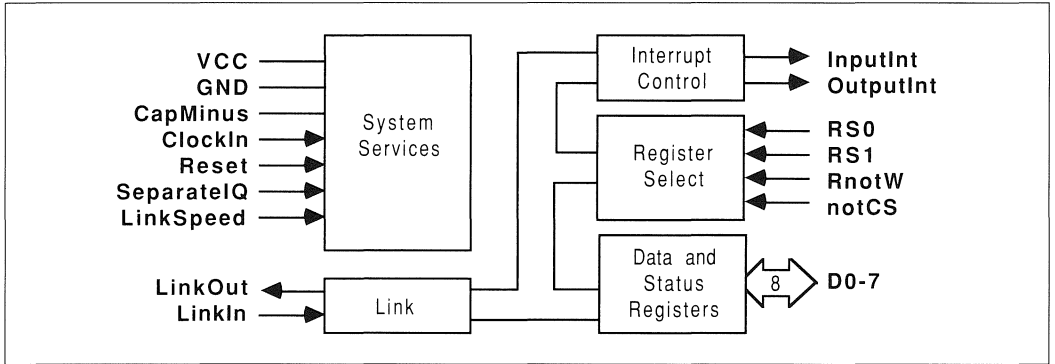 VCC
GND
CapMinus
ClockIn
Reset
SeparateIQ
LinkSpeed
System
Services
LinkOut
LinkIn
Link
Interrupt
Control
InputInt
OutputInt
Register
Select
RS0
RS1
RnotW
notCS
Data and
Status
Registers
8
D0-7